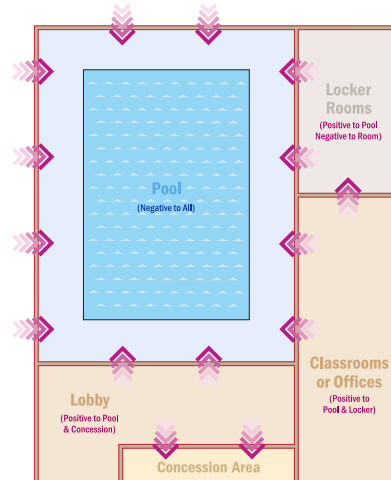 Locker
Rooms
(Positive to Pool
Negative to Room)
Pool
(Negative to All)
Classrooms
or Offices
(Positive to
Pool & Locker)
Lobby
(Positive to Pool
& Concession)
Concession Area